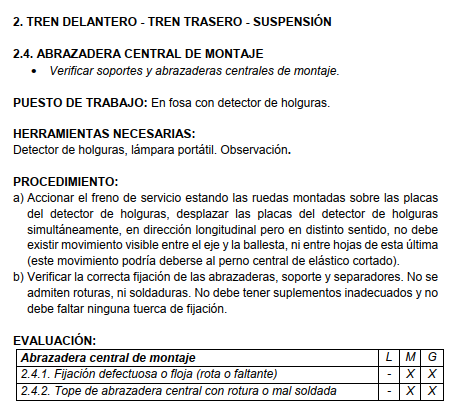 2. TREN DELANTERO - TREN TRASERO - SUSPENSIÓN
2.4. ABRAZADERA CENTRAL DE MONTAJE
• Verificar soportes y abrazaderas centrales de montaje.
PUESTO DE TRABAJO: En fosa con detector de holguras.
HERRAMIENTAS NECESARIAS:
Detector de holguras, lámpara portátil. Observación.
PROCEDIMIENTO:
a) Accionar el freno de servicio estando las ruedas montadas sobre las placas
del detector de holguras, desplazar las placas del detector de holguras
simultáneamente, en dirección longitudinal pero en distinto sentido, no debe
existir movimiento visible entre el eje y la ballesta, ni entre hojas de esta última
(este movimiento podría deberse al perno central de elástico cortado).
b) Verificar la correcta fijación de las abrazaderas, soporte y separadores. No se
admiten roturas, ni soldaduras. No debe tener suplementos inadecuados y no
debe faltar ninguna tuerca de fijación.
EVALUACIÓN:
Abrazadera central de montaje L M G
2.4.1. Fijación defectuosa o floja (rota o faltante) - X X
2.4.2. Tope de abrazadera central con rotura o mal soldada - X X